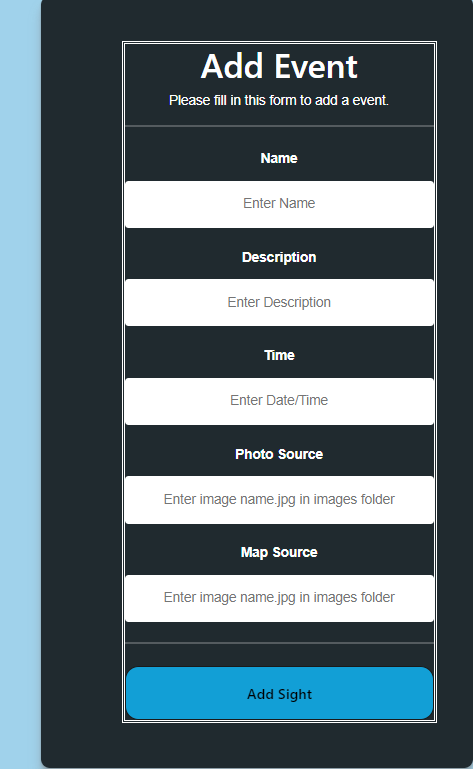 Add Event
Please fill in this form to add a event.
Name
Enter Name
Description
Enter Description
Time
Enter Date/Time
Photo Source
Enter image name.jpg in images folder
Map Source
Enter image name.jpg in images folder
Add Sight